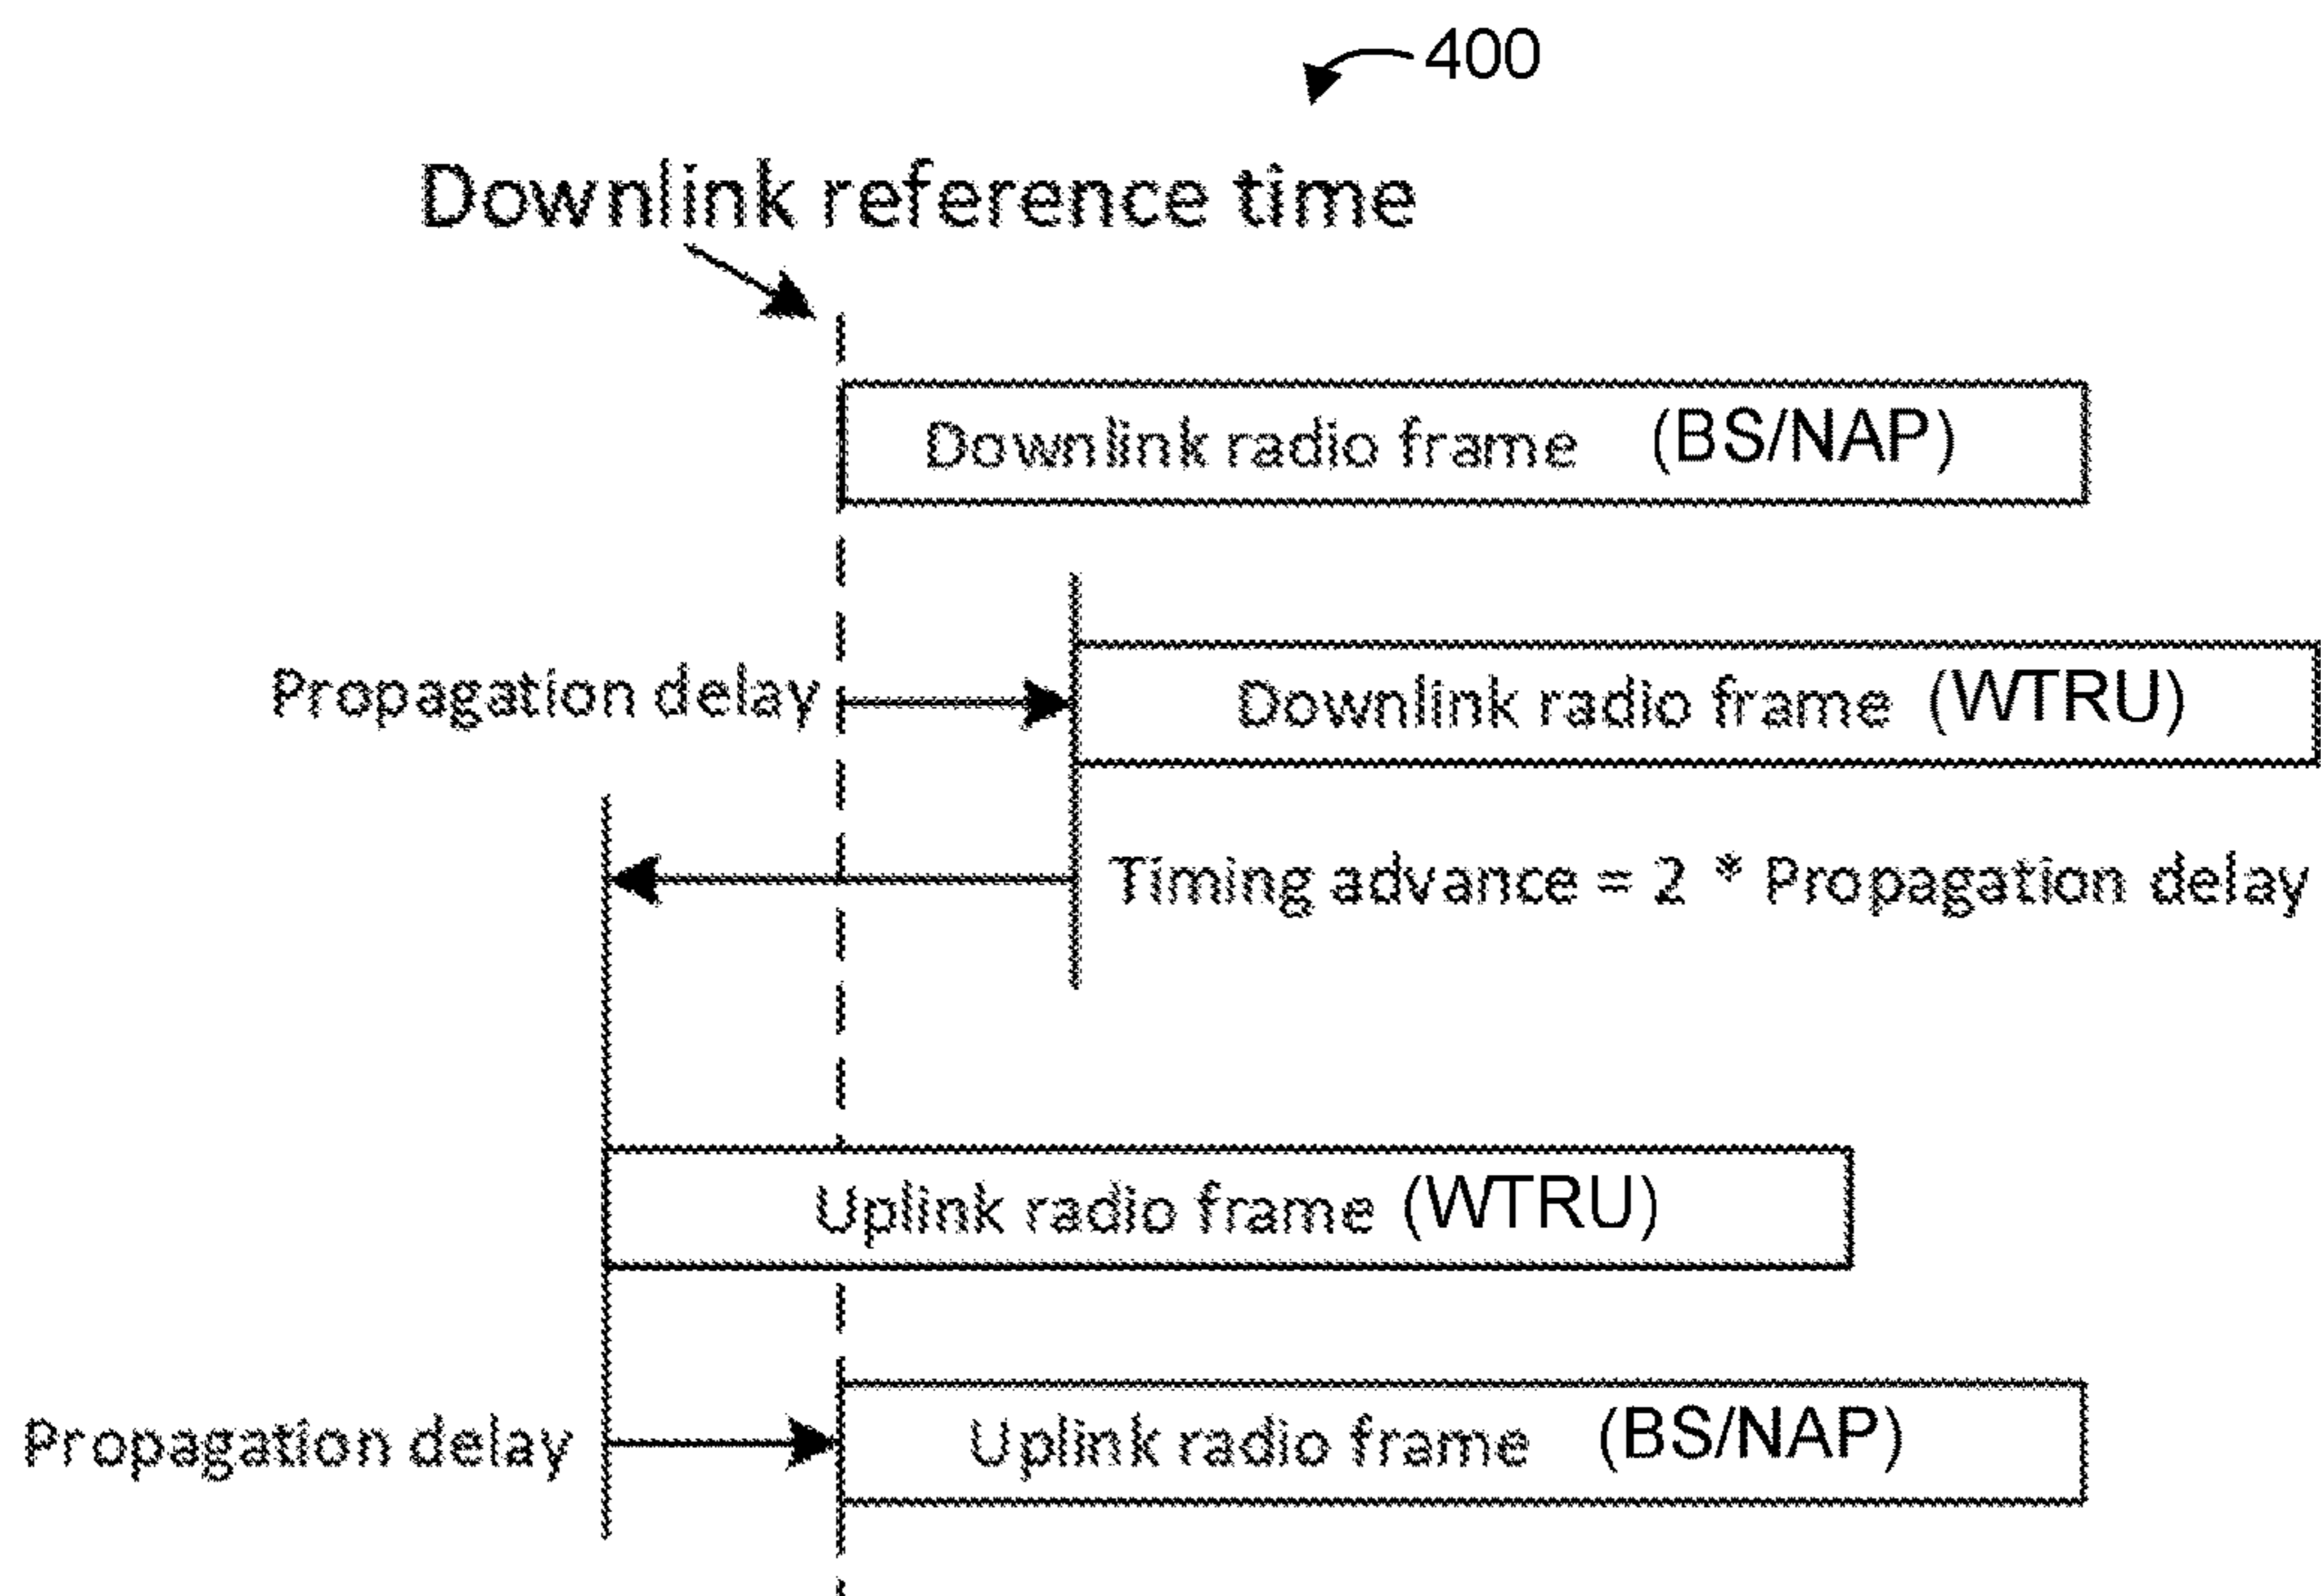 400
Downlink reference time
Downlink radio frame (BS/NAP)
Propagation delay
Downlink radio frame (WTRU)
Timing advance = 2 * Propagation delay
Uplink radio frame (WTRU)
Propagation delay
Uplink radio frame (BS/NAP)